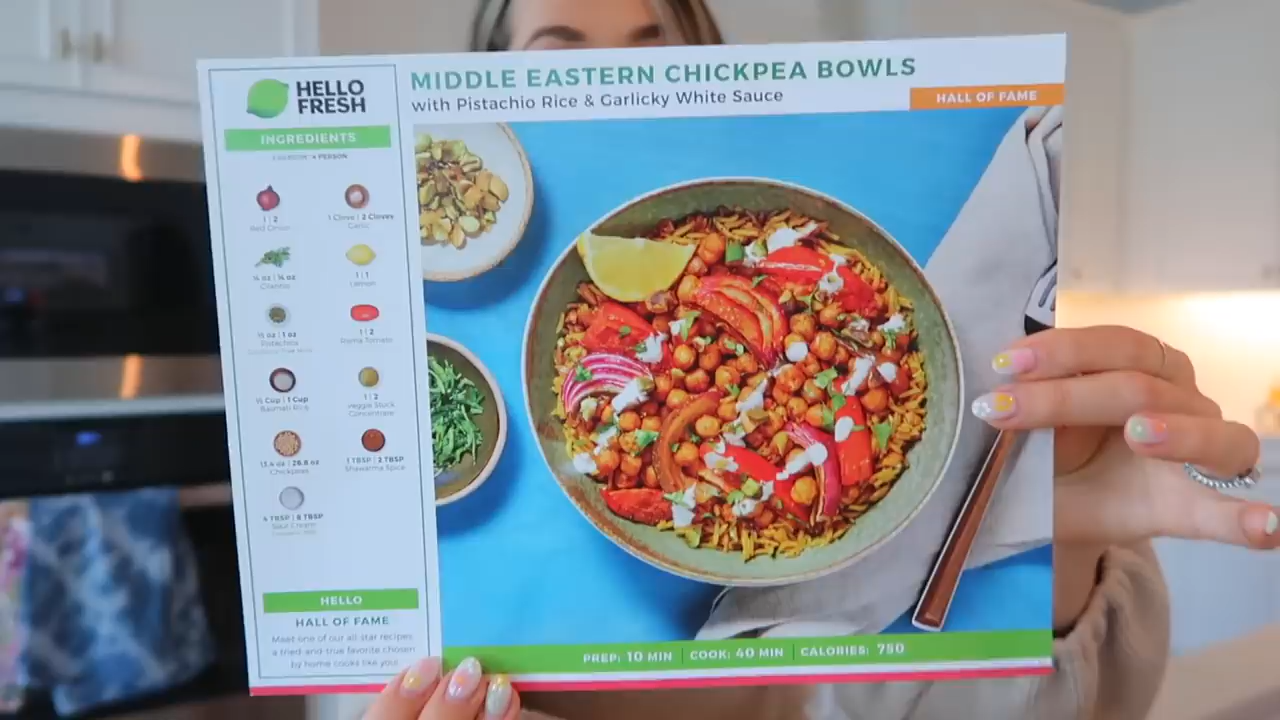 HELLO
FRESH
MIDDLE EASTERN CHICKPEA BOWLS
with Pistachio Rice & Garlicky White Sauce
HALL OF FAME
INGREDIENTS
4 PERSON
1 | 2
Red Onion
1 Clove | 2 Cloves
Garlic
¼ oz | ½ oz
Cilantro
1 | 1
Lemon
½ oz | 1 oz
Pistachios
1 | 2
Roma Tomato
½ Cup | 1 Cup
Basmati Rice
1 | 2
Veggie Stock
Concentrate
13.4 oz | 26.8 oz
Chickpeas
1 TBSP | 2 TBSP
Shawarma Spice
4 TBSP | 8 TBSP
Sour Cream
HELLO
HALL OF FAME
Meet one of our all-star recipes,
a tried-and-true favorite chosen
by home cooks like you!
PREP: 10 MIN | COOK: 40 MIN | CALORIES: 750